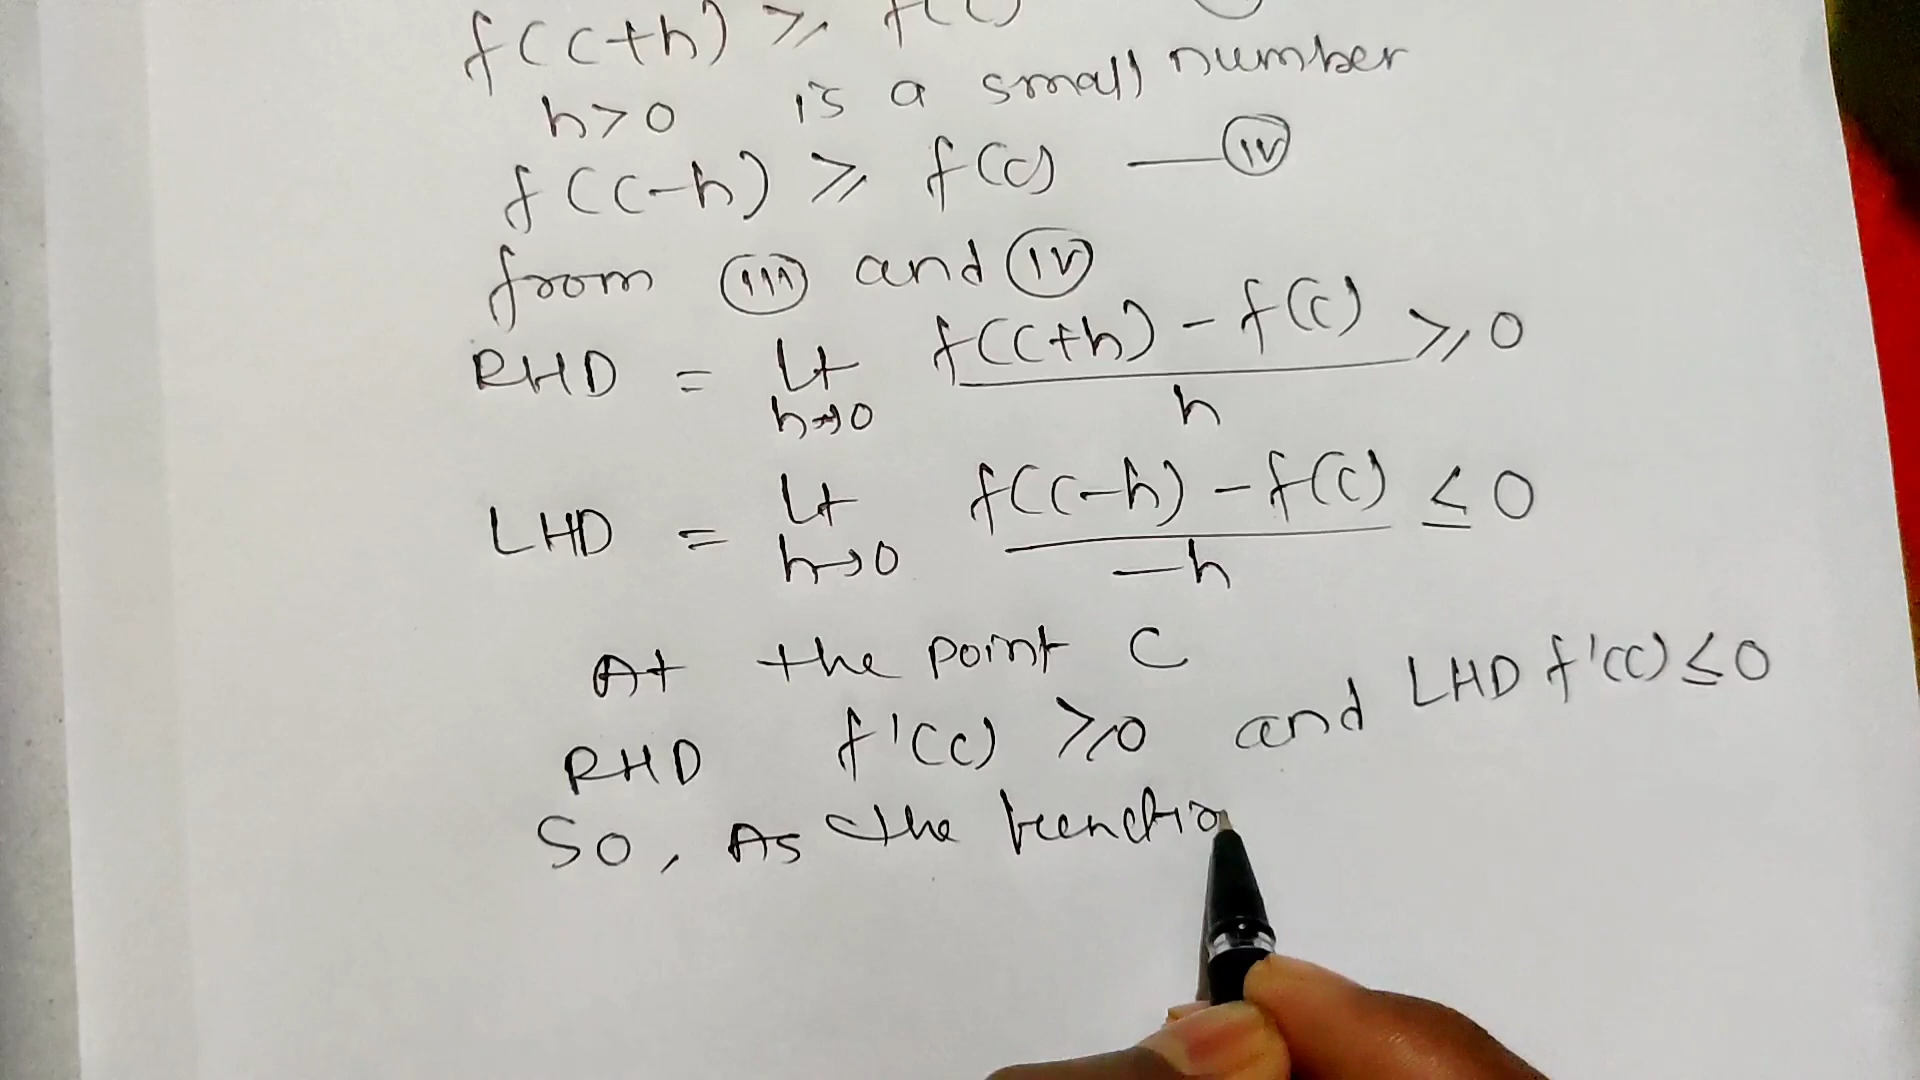 f(c+h) ⩾ f(c)
h>0 is a small number
f(c-h) ⩾ f(c) — (iv)
from (iii) and (iv)
RHD = Lt h→0 f(c+h) - f(c) / h ⩾ 0
LHD = Lt h→0 f(c-h) - f(c) / -h ≤ 0
At the point C
RHD f'(c) ⩾ 0 and LHD f'(c) ≤ 0
So, As the functio